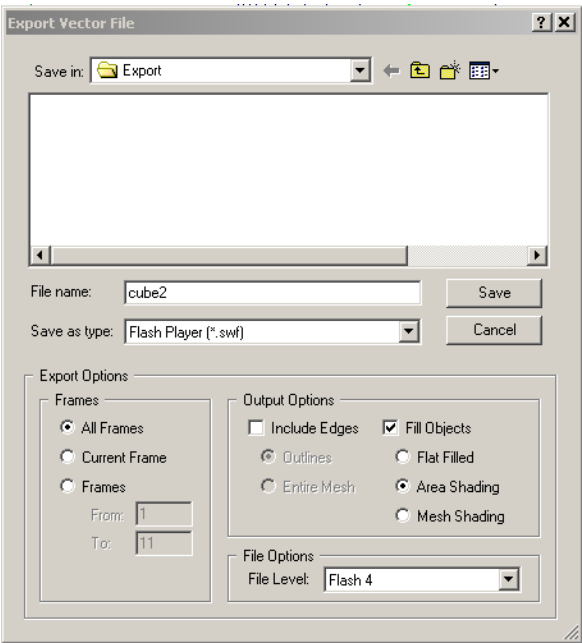 Export Vector File
Save in: Export
File name: cube2 Save
Save as type: Flash Player (*.swf) Cancel
Export Options
Frames
All Frames
Current Frame
Frames
From: 1
To: 11
Output Options
Include Edges Fill Objects
Outlines Flat Filled
Entire Mesh Area Shading
Mesh Shading
File Options
File Level: Flash 4